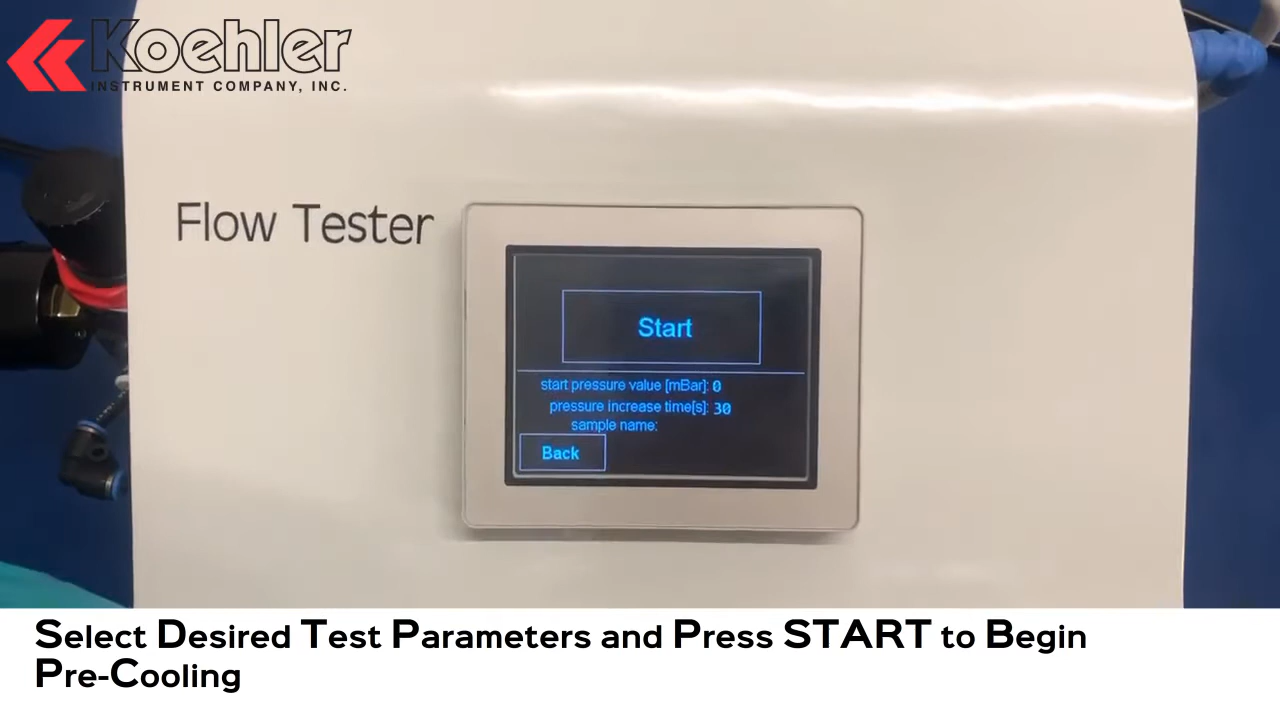 Koehler
INSTRUMENT COMPANY, INC.
Flow Tester
Start
start pressure value [mBar]: 0
pressure increase time[s]: 30
sample name:
Back
Select Desired Test Parameters and Press START to Begin
Pre-Cooling